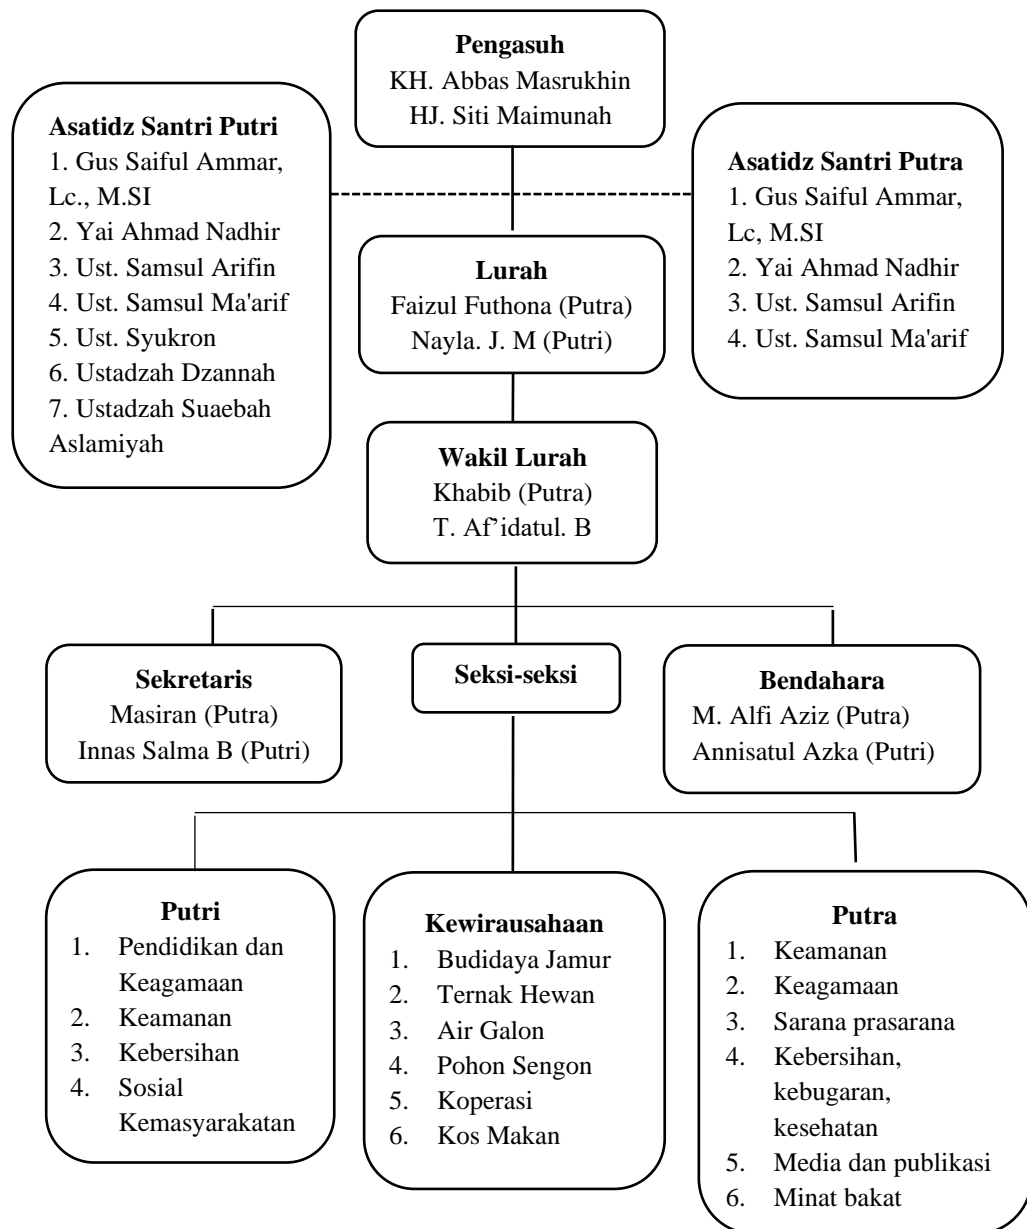 Pengasuh
KH. Abbas Masrukhin
HJ. Siti Maimunah
Asatidz Santri Putri
1. Gus Saiful Ammar,
Lc., M.SI
2. Yai Ahmad Nadhir
3. Ust. Samsul Arifin
4. Ust. Samsul Ma'arif
5. Ust. Syukron
6. Ustadzah Dzannah
7. Ustadzah Suaebah
Aslamiyah
Asatidz Santri Putra
1. Gus Saiful Ammar,
Lc, M.SI
2. Yai Ahmad Nadhir
3. Ust. Samsul Arifin
4. Ust. Samsul Ma'arif
Lurah
Faizul Futhona (Putra)
Nayla. J. M (Putri)
Wakil Lurah
Khabib (Putra)
T. Af’idatul. B
Sekretaris
Masiran (Putra)
Innas Salma B (Putri)
Seksi-seksi
Bendahara
M. Alfi Aziz (Putra)
Annisatul Azka (Putri)
Putri
1. Pendidikan dan
Keagamaan
2. Keamanan
3. Kebersihan
4. Sosial
Kemasyarakatan
Kewirausahaan
1. Budidaya Jamur
2. Ternak Hewan
3. Air Galon
4. Pohon Sengon
5. Koperasi
6. Kos Makan
Putra
1. Keamanan
2. Keagamaan
3. Sarana prasarana
4. Kebersihan,
kebugaran,
kesehatan
5. Media dan publikasi
6. Minat bakat